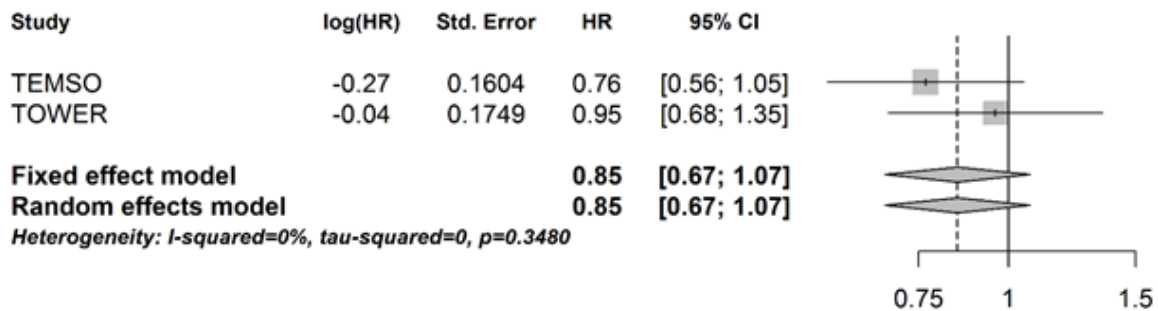 Study log(HR) Std. Error HR 95% CI
TEMSO -0.27 0.1604 0.76 [0.56; 1.05]
TOWER -0.04 0.1749 0.95 [0.68; 1.35]
Fixed effect model 0.85 [0.67; 1.07]
Random effects model 0.85 [0.67; 1.07]
Heterogeneity: I-squared=0%, tau-squared=0, p=0.3480
0.75 1 1.5